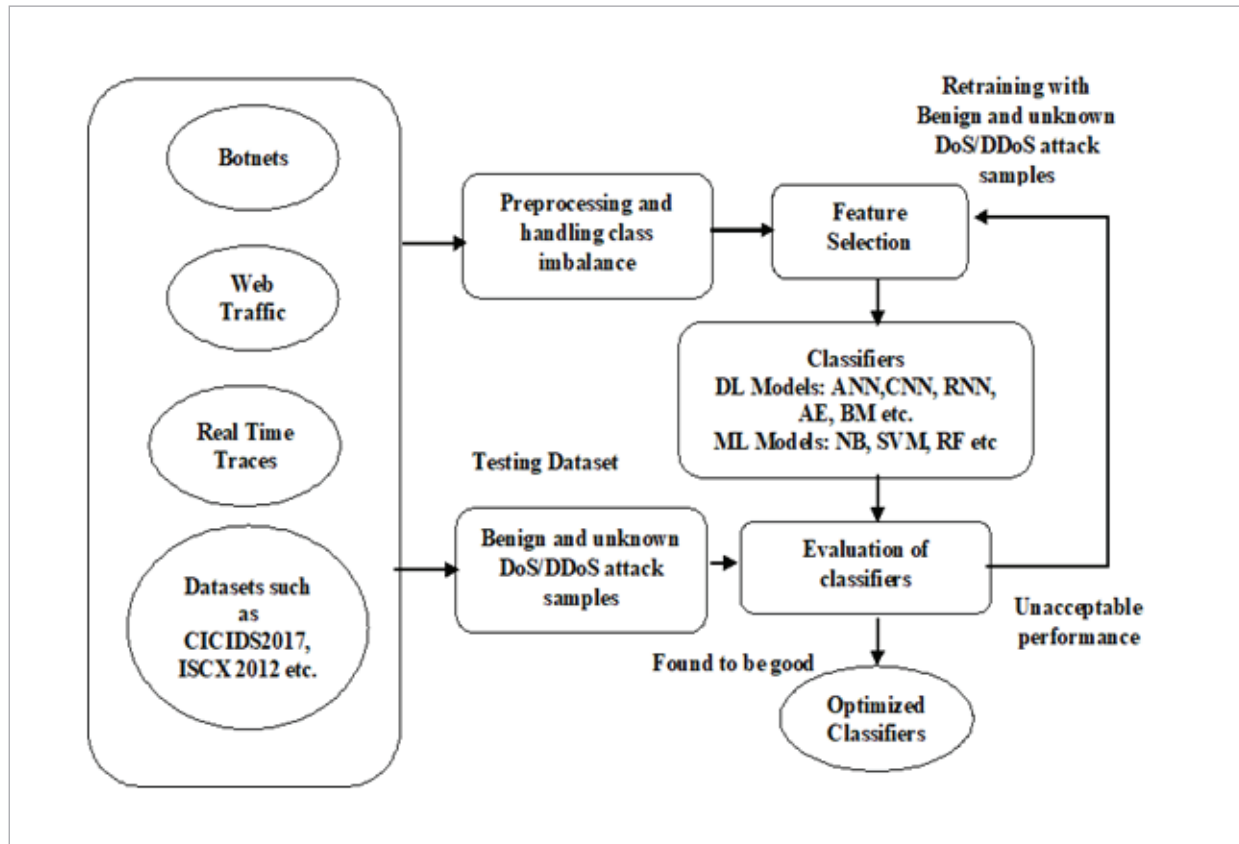 Botnets
Web
Traffic
Real Time
Traces
Datasets such
as
CICIDS2017,
ISCX 2012 etc.
Preprocessing and
handling class
imbalance
Retraining with
Benign and unknown
DoS/DDoS attack
samples
Feature
Selection
Classifiers
DL Models: ANN,CNN, RNN,
AE, BM etc.
ML Models: NB, SVM, RF etc
Testing Dataset
Benign and unknown
DoS/DDoS attack
samples
Evaluation of
classifiers
Unacceptable
performance
Found to be good
Optimized
Classifiers